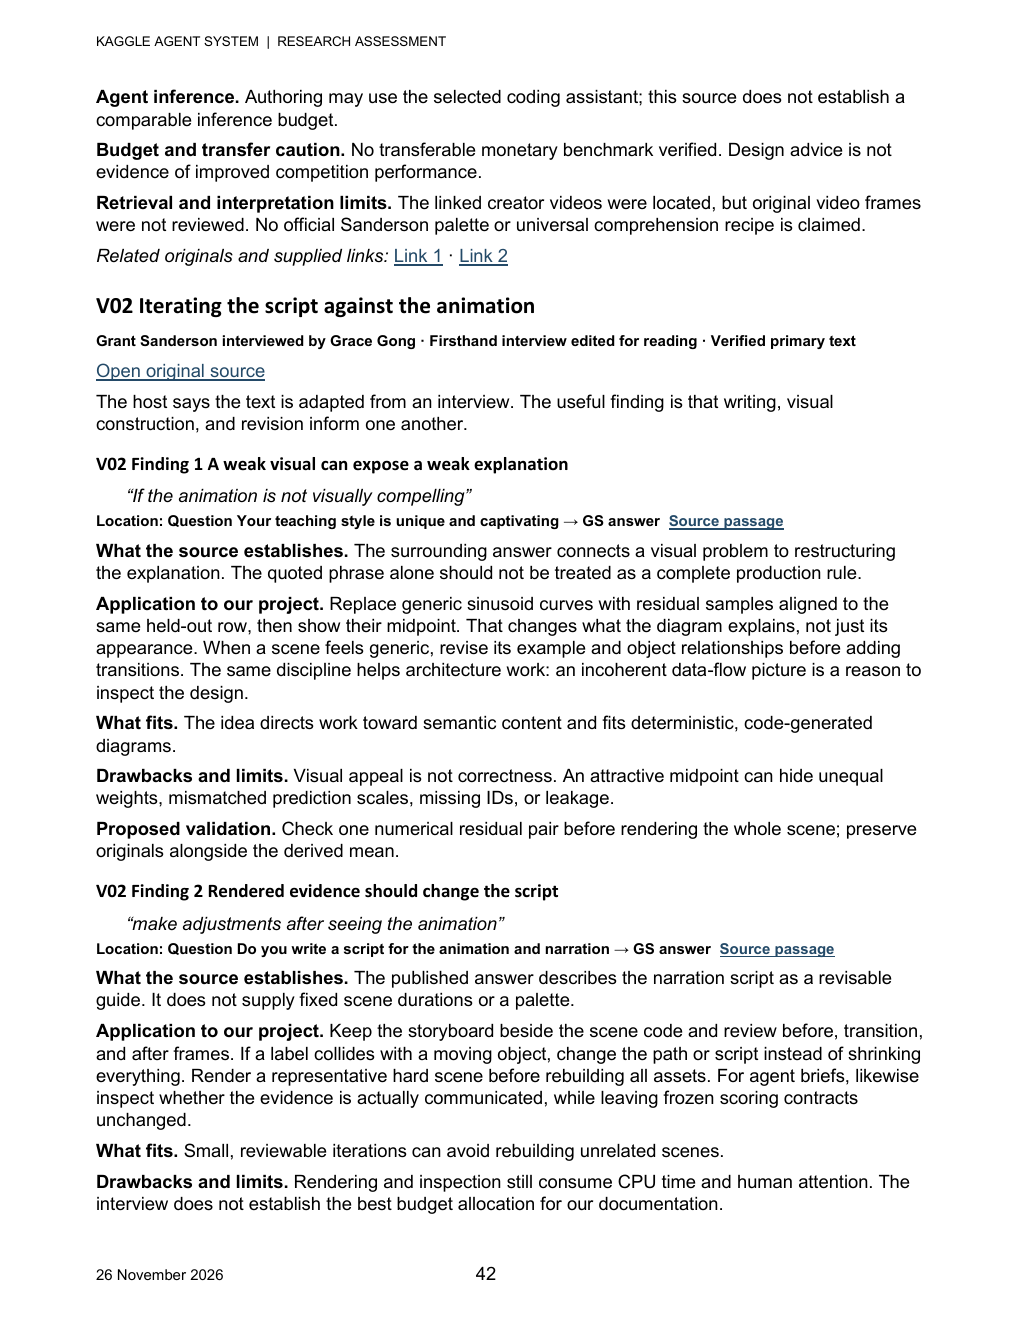 KAGGLE AGENT SYSTEM | RESEARCH ASSESSMENT
Agent inference. Authoring may use the selected coding assistant; this source does not establish a
comparable inference budget.
Budget and transfer caution. No transferable monetary benchmark verified. Design advice is not
evidence of improved competition performance.
Retrieval and interpretation limits. The linked creator videos were located, but original video frames
were not reviewed. No official Sanderson palette or universal comprehension recipe is claimed.
Related originals and supplied links: Link 1 · Link 2
V02 Iterating the script against the animation
Grant Sanderson interviewed by Grace Gong · Firsthand interview edited for reading · Verified primary text
Open original source
The host says the text is adapted from an interview. The useful finding is that writing, visual
construction, and revision inform one another.
V02 Finding 1 A weak visual can expose a weak explanation
“If the animation is not visually compelling”
Location: Question Your teaching style is unique and captivating → GS answer Source passage
What the source establishes. The surrounding answer connects a visual problem to restructuring
the explanation. The quoted phrase alone should not be treated as a complete production rule.
Application to our project. Replace generic sinusoid curves with residual samples aligned to the
same held-out row, then show their midpoint. That changes what the diagram explains, not just its
appearance. When a scene feels generic, revise its example and object relationships before adding
transitions. The same discipline helps architecture work: an incoherent data-flow picture is a reason to
inspect the design.
What fits. The idea directs work toward semantic content and fits deterministic, code-generated
diagrams.
Drawbacks and limits. Visual appeal is not correctness. An attractive midpoint can hide unequal
weights, mismatched prediction scales, missing IDs, or leakage.
Proposed validation. Check one numerical residual pair before rendering the whole scene; preserve
originals alongside the derived mean.
V02 Finding 2 Rendered evidence should change the script
“make adjustments after seeing the animation”
Location: Question Do you write a script for the animation and narration → GS answer Source passage
What the source establishes. The published answer describes the narration script as a revisable
guide. It does not supply fixed scene durations or a palette.
Application to our project. Keep the storyboard beside the scene code and review before, transition,
and after frames. If a label collides with a moving object, change the path or script instead of shrinking
everything. Render a representative hard scene before rebuilding all assets. For agent briefs, likewise
inspect whether the evidence is actually communicated, while leaving frozen scoring contracts
unchanged.
What fits. Small, reviewable iterations can avoid rebuilding unrelated scenes.
Drawbacks and limits. Rendering and inspection still consume CPU time and human attention. The
interview does not establish the best budget allocation for our documentation.
26 November 2026 42